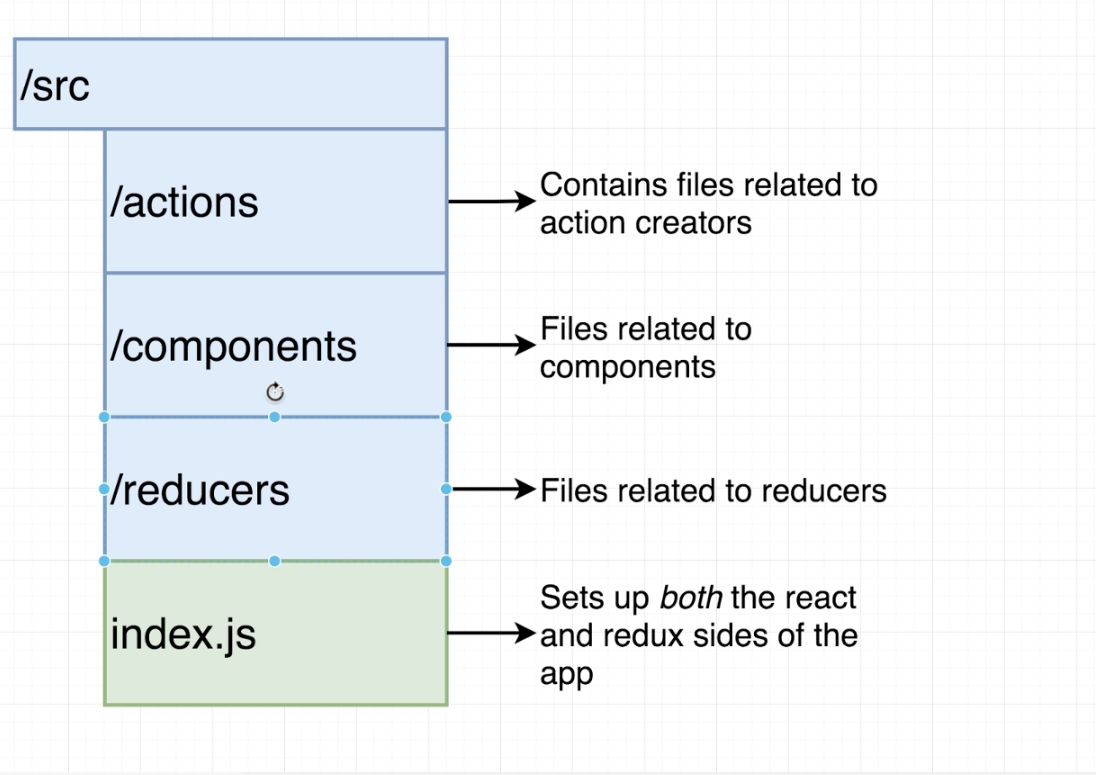 /src
/actions
Contains files related to
action creators
/components
Files related to
components
/reducers
Files related to reducers
index.js
Sets up both the react
and redux sides of the
app